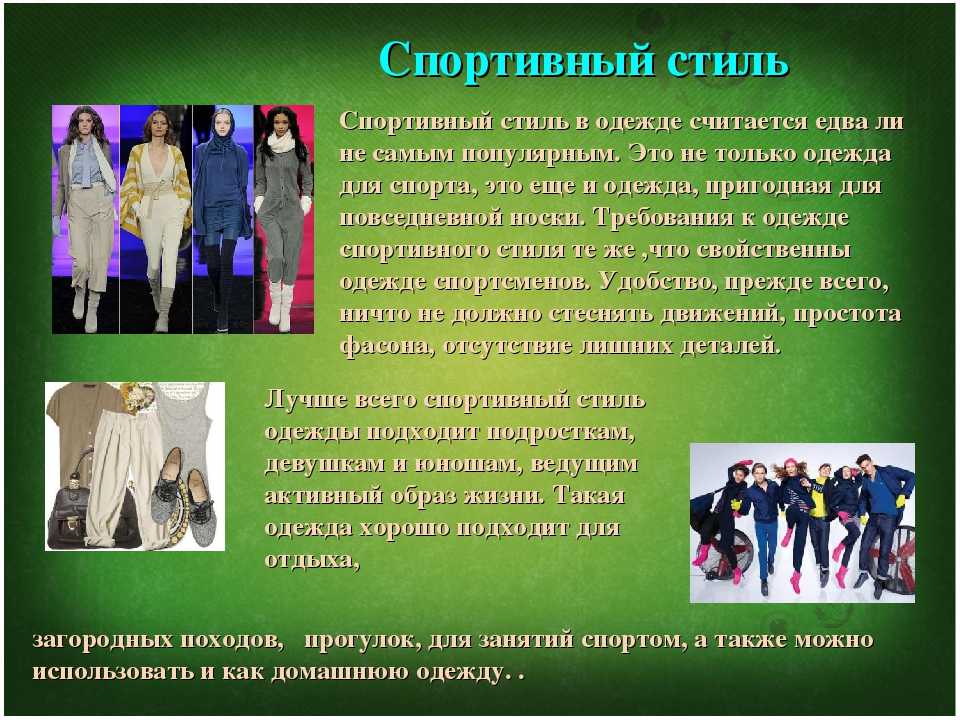 Спортивный стиль
Спортивный стиль в одежде считается едва ли
не самым популярным. Это не только одежда
для спорта, это еще и одежда, пригодная для
повседневной носки. Требования к одежде
спортивного стиля те же ,что свойственны
одежде спортсменов. Удобство, прежде всего,
ничто не должно стеснять движений, простота
фасона, отсутствие лишних деталей.
Лучше всего спортивный стиль
одежды подходит подросткам,
девушкам и юношам, ведущим
активный образ жизни. Такая
одежда хорошо подходит для
отдыха,
загородных походов,   прогулок, для занятий спортом, а также можно
использовать и как домашнюю одежду. .